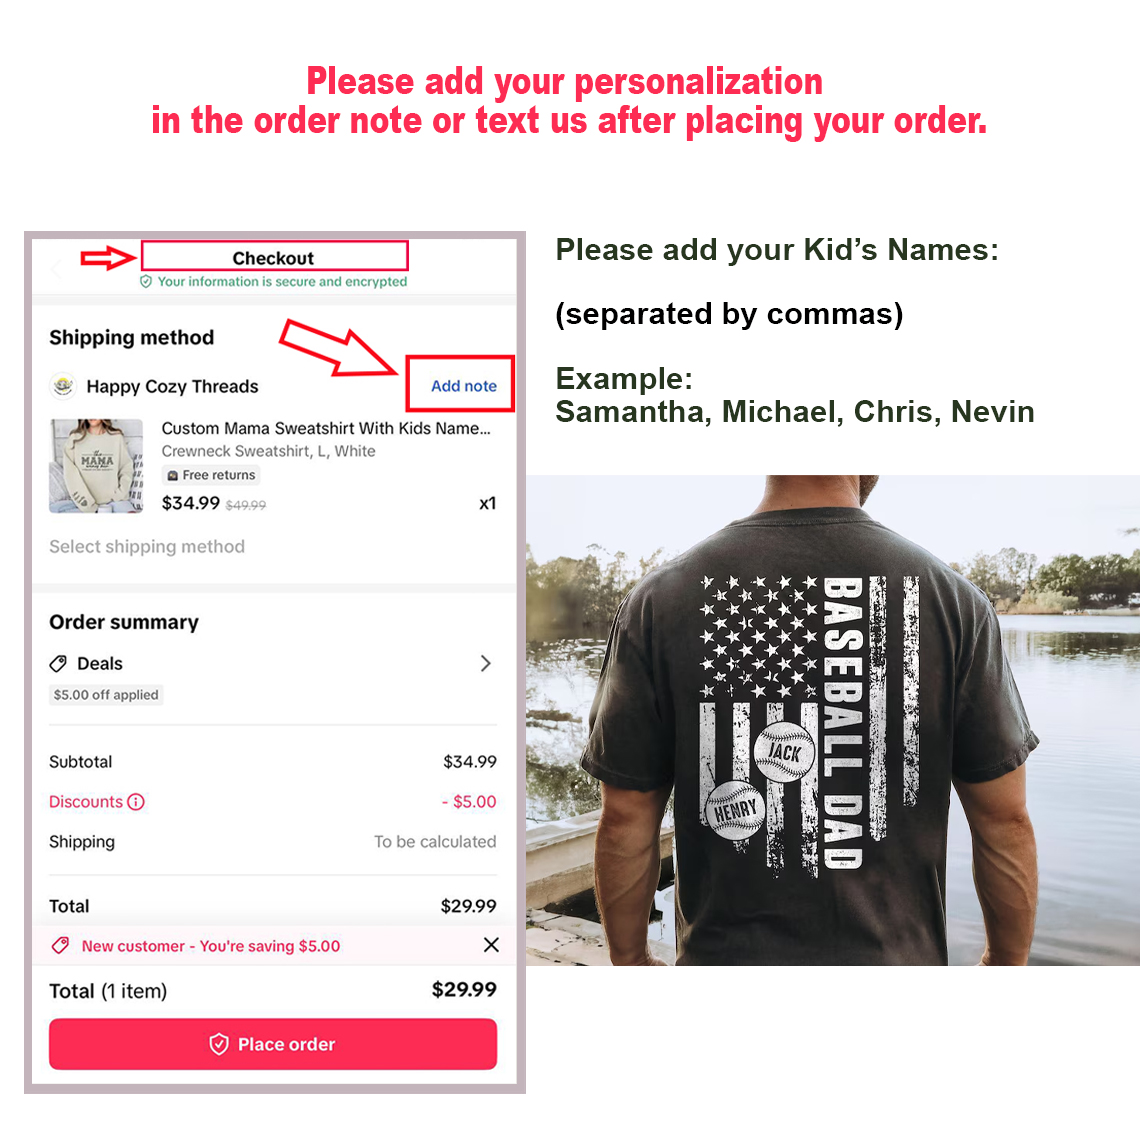 Please add your personalization
in the order note or text us after placing your order.
Checkout
Your information is secure and encrypted
Shipping method
Happy Cozy Threads
Add note
Custom Mama Sweatshirt With Kids Name...
Crewneck Sweatshirt, L, White
Free returns
$34.99 $49.99
x1
MAMA
Select shipping method
Order summary
Deals
$5.00 off applied
Subtotal
$34.99
Discounts
- $5.00
Shipping
To be calculated
Total
$29.99
New customer - You're saving $5.00
Total (1 item)
$29.99
Place order
Please add your Kid’s Names:
(separated by commas)
Example:
Samantha, Michael, Chris, Nevin
BASEBALL DAD
JACK
HENRY